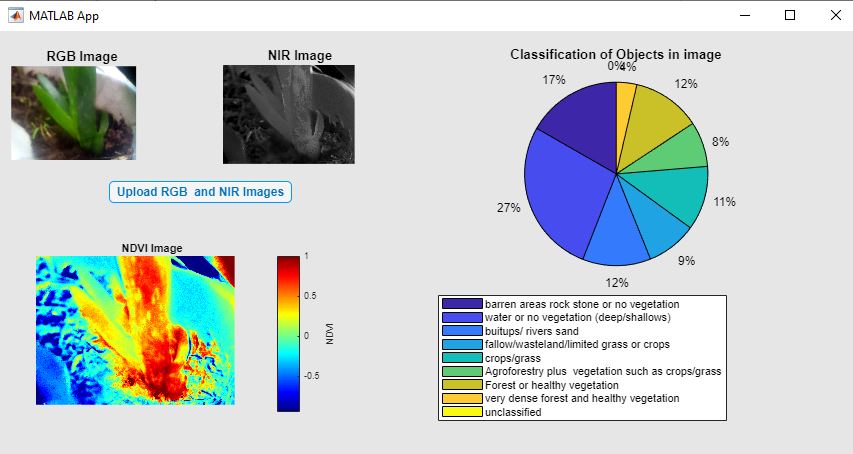 MATLAB App
RGB Image
NIR Image
Upload RGB  and NIR Images
NDVI Image
1
0.5
0
-0.5
NDVI
Classification of Objects in image
0%
4%
17%
12%
8%
27%
11%
9%
12%
barren areas rock stone or no vegetation
water or no vegetation (deep/shallows)
buitups/ rivers sand
fallow/wasteland/limited grass or crops
crops/grass
Agroforestry plus  vegetation such as crops/grass
Forest or healthy vegetation
very dense forest and healthy vegetation
unclassified